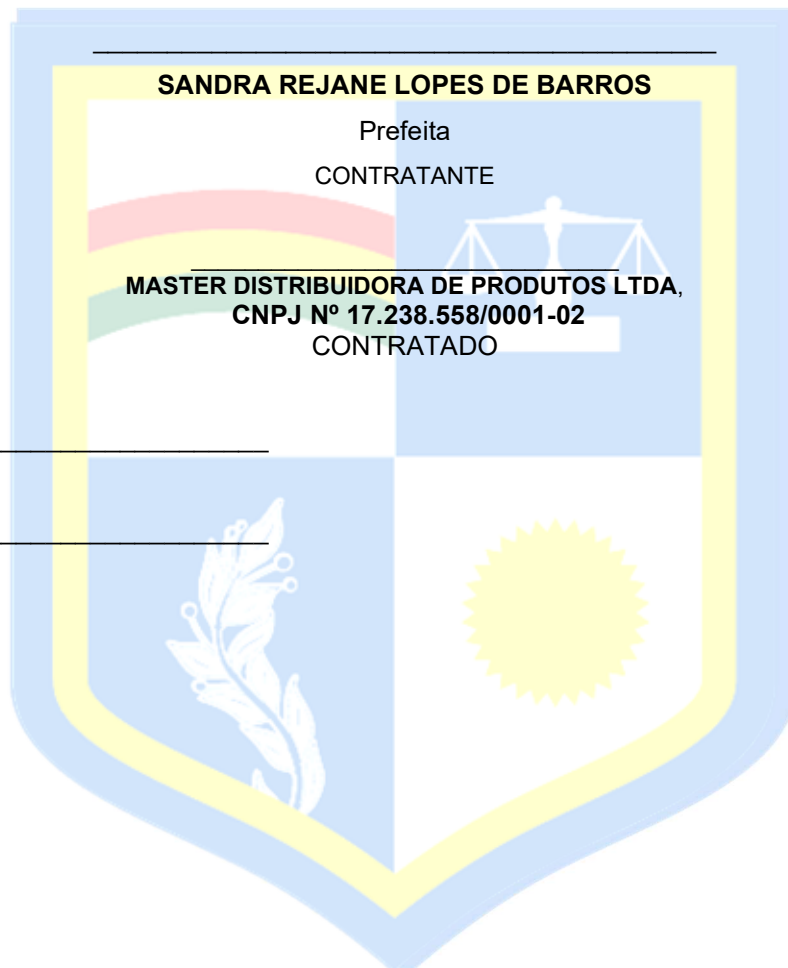 SANDRA REJANE LOPES DE BARROS
Prefeita
CONTRATANTE
MASTER DISTRIBUIDORA DE PRODUTOS LTDA,
CNPJ Nº 17.238.558/0001-02
CONTRATADO